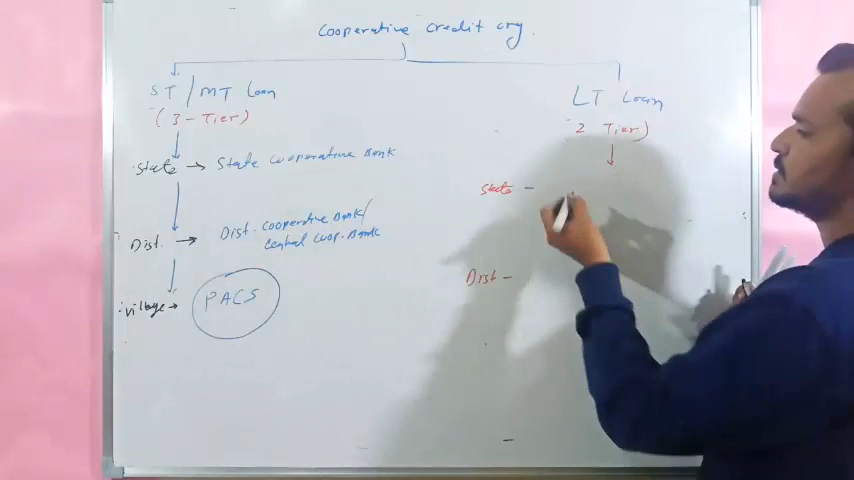 Cooperative Credit Org.
ST / MT Loan
(3 - Tier)
State → State Cooperative Bank
Dist. → Dist. Cooperative Bank/
Central Coop. Bank
village → PACS
LT Loan
2 Tier)
State -
Dist -